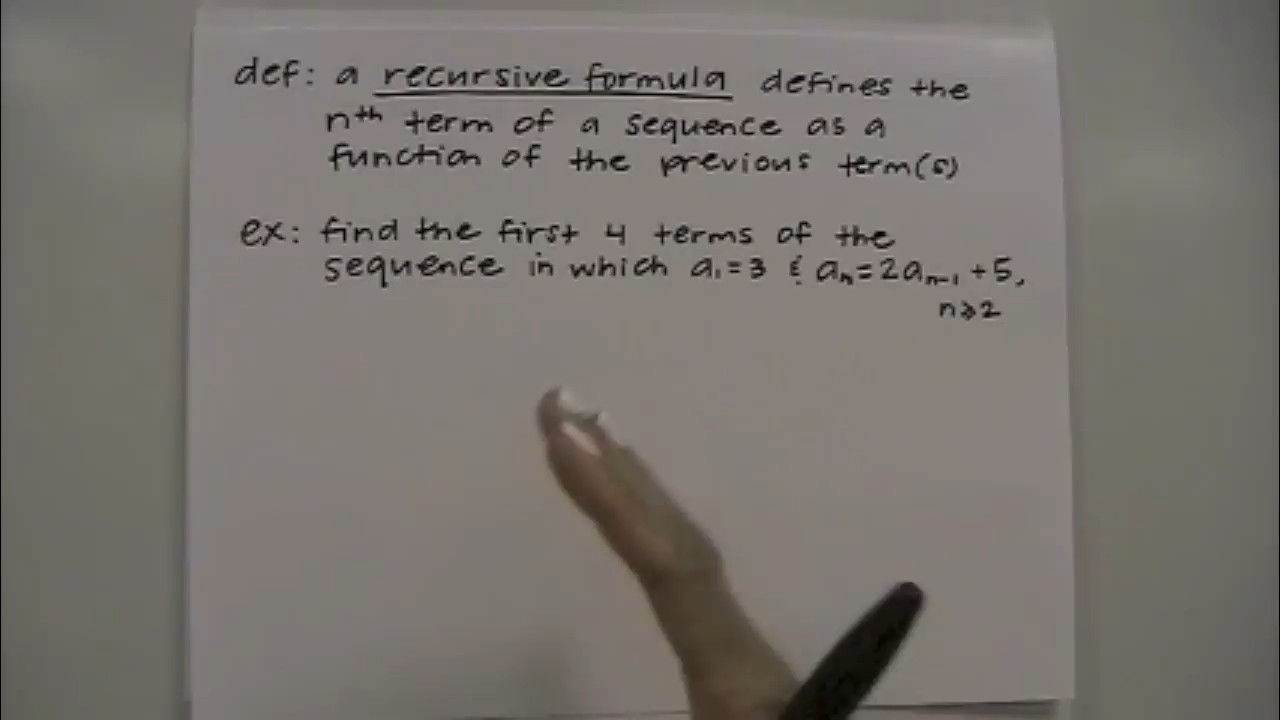 def: a recursive formula defines the
nth term of a sequence as a
function of the previous term(s)
ex: find the first 4 terms of the
sequence in which a₁ = 3 & aₙ = 2aₙ₋₁ + 5,
n ≥ 2